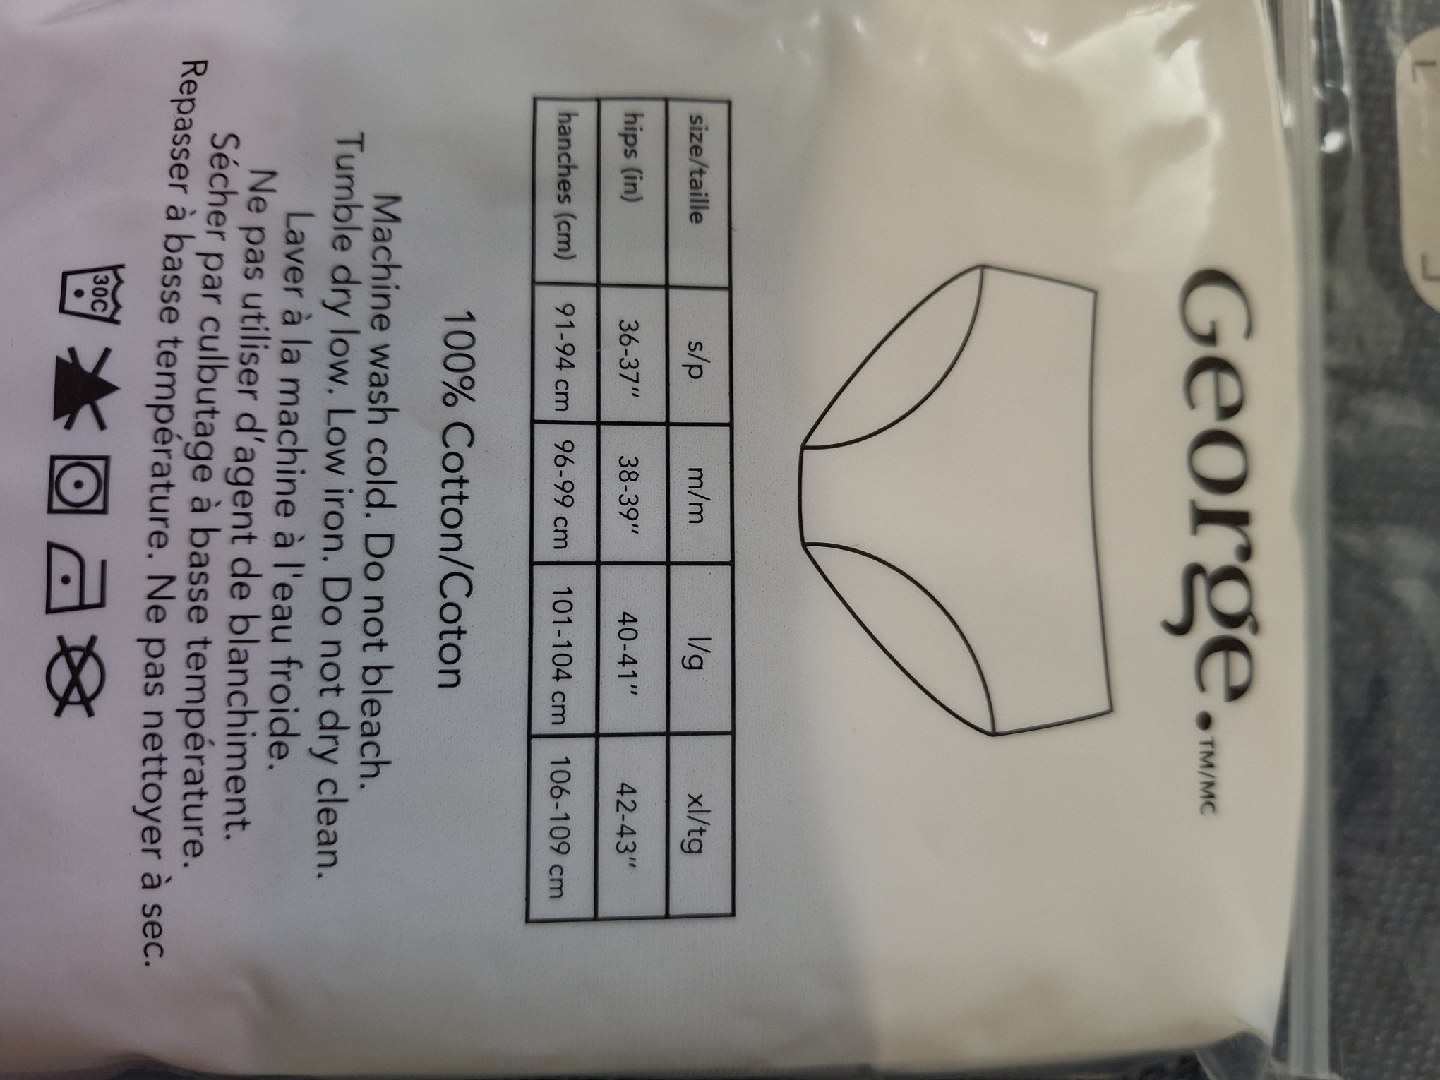 George.™/MC
size/taille s/p m/m l/g xl/tg
hips (in) 36-37" 38-39" 40-41" 42-43"
hanches (cm) 91-94 cm 96-99 cm 101-104 cm 106-109 cm
100% Cotton/Coton
Machine wash cold. Do not bleach.
Tumble dry low. Low iron. Do not dry clean.
Laver à la machine à l'eau froide.
Ne pas utiliser d'agent de blanchiment.
Sécher par culbutage à basse température.
Repasser à basse température. Ne pas nettoyer à sec.
30C